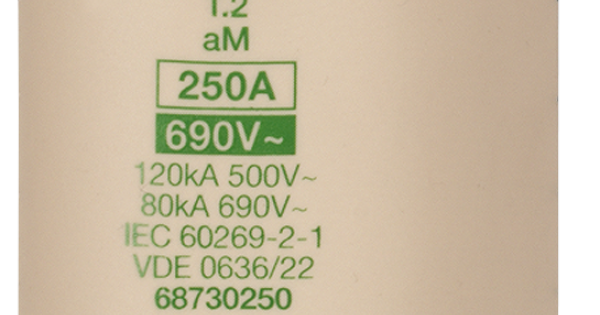 1.2
aM
250A
690V~
120kA 500V~
80kA 690V~
IEC 60269-2-1
VDE 0636/22
68730250